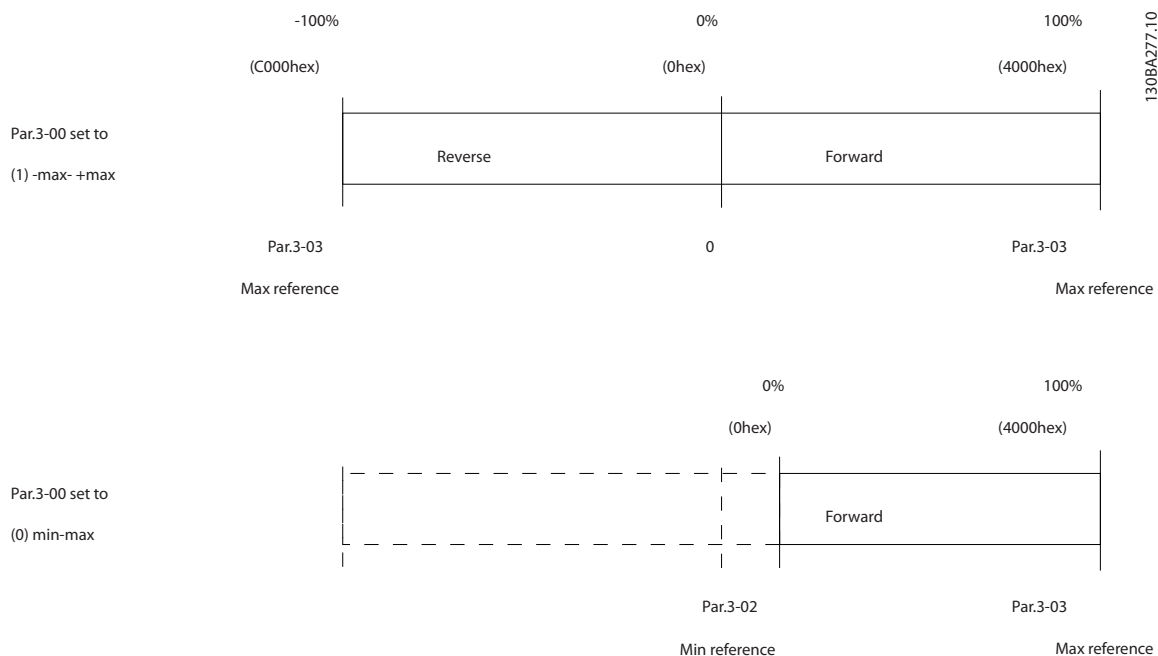 -100% 0% 100%
(C000hex) (0hex) (4000hex)
130BA277.10
Par.3-00 set to
(1) -max- +max
Reverse Forward
Par.3-03 0 Par.3-03
Max reference Max reference
0% 100%
(0hex) (4000hex)
Par.3-00 set to
(0) min-max
Forward
Par.3-02 Par.3-03
Min reference Max reference